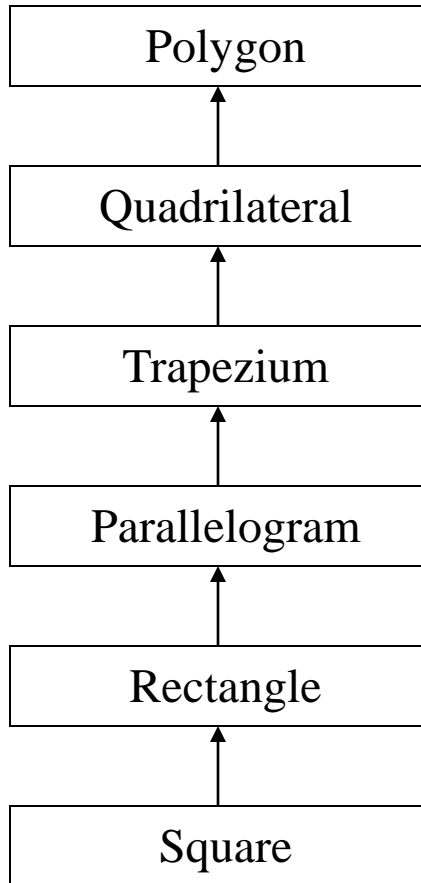 Polygon
Quadrilateral
Trapezium
Parallelogram
Rectangle
Square